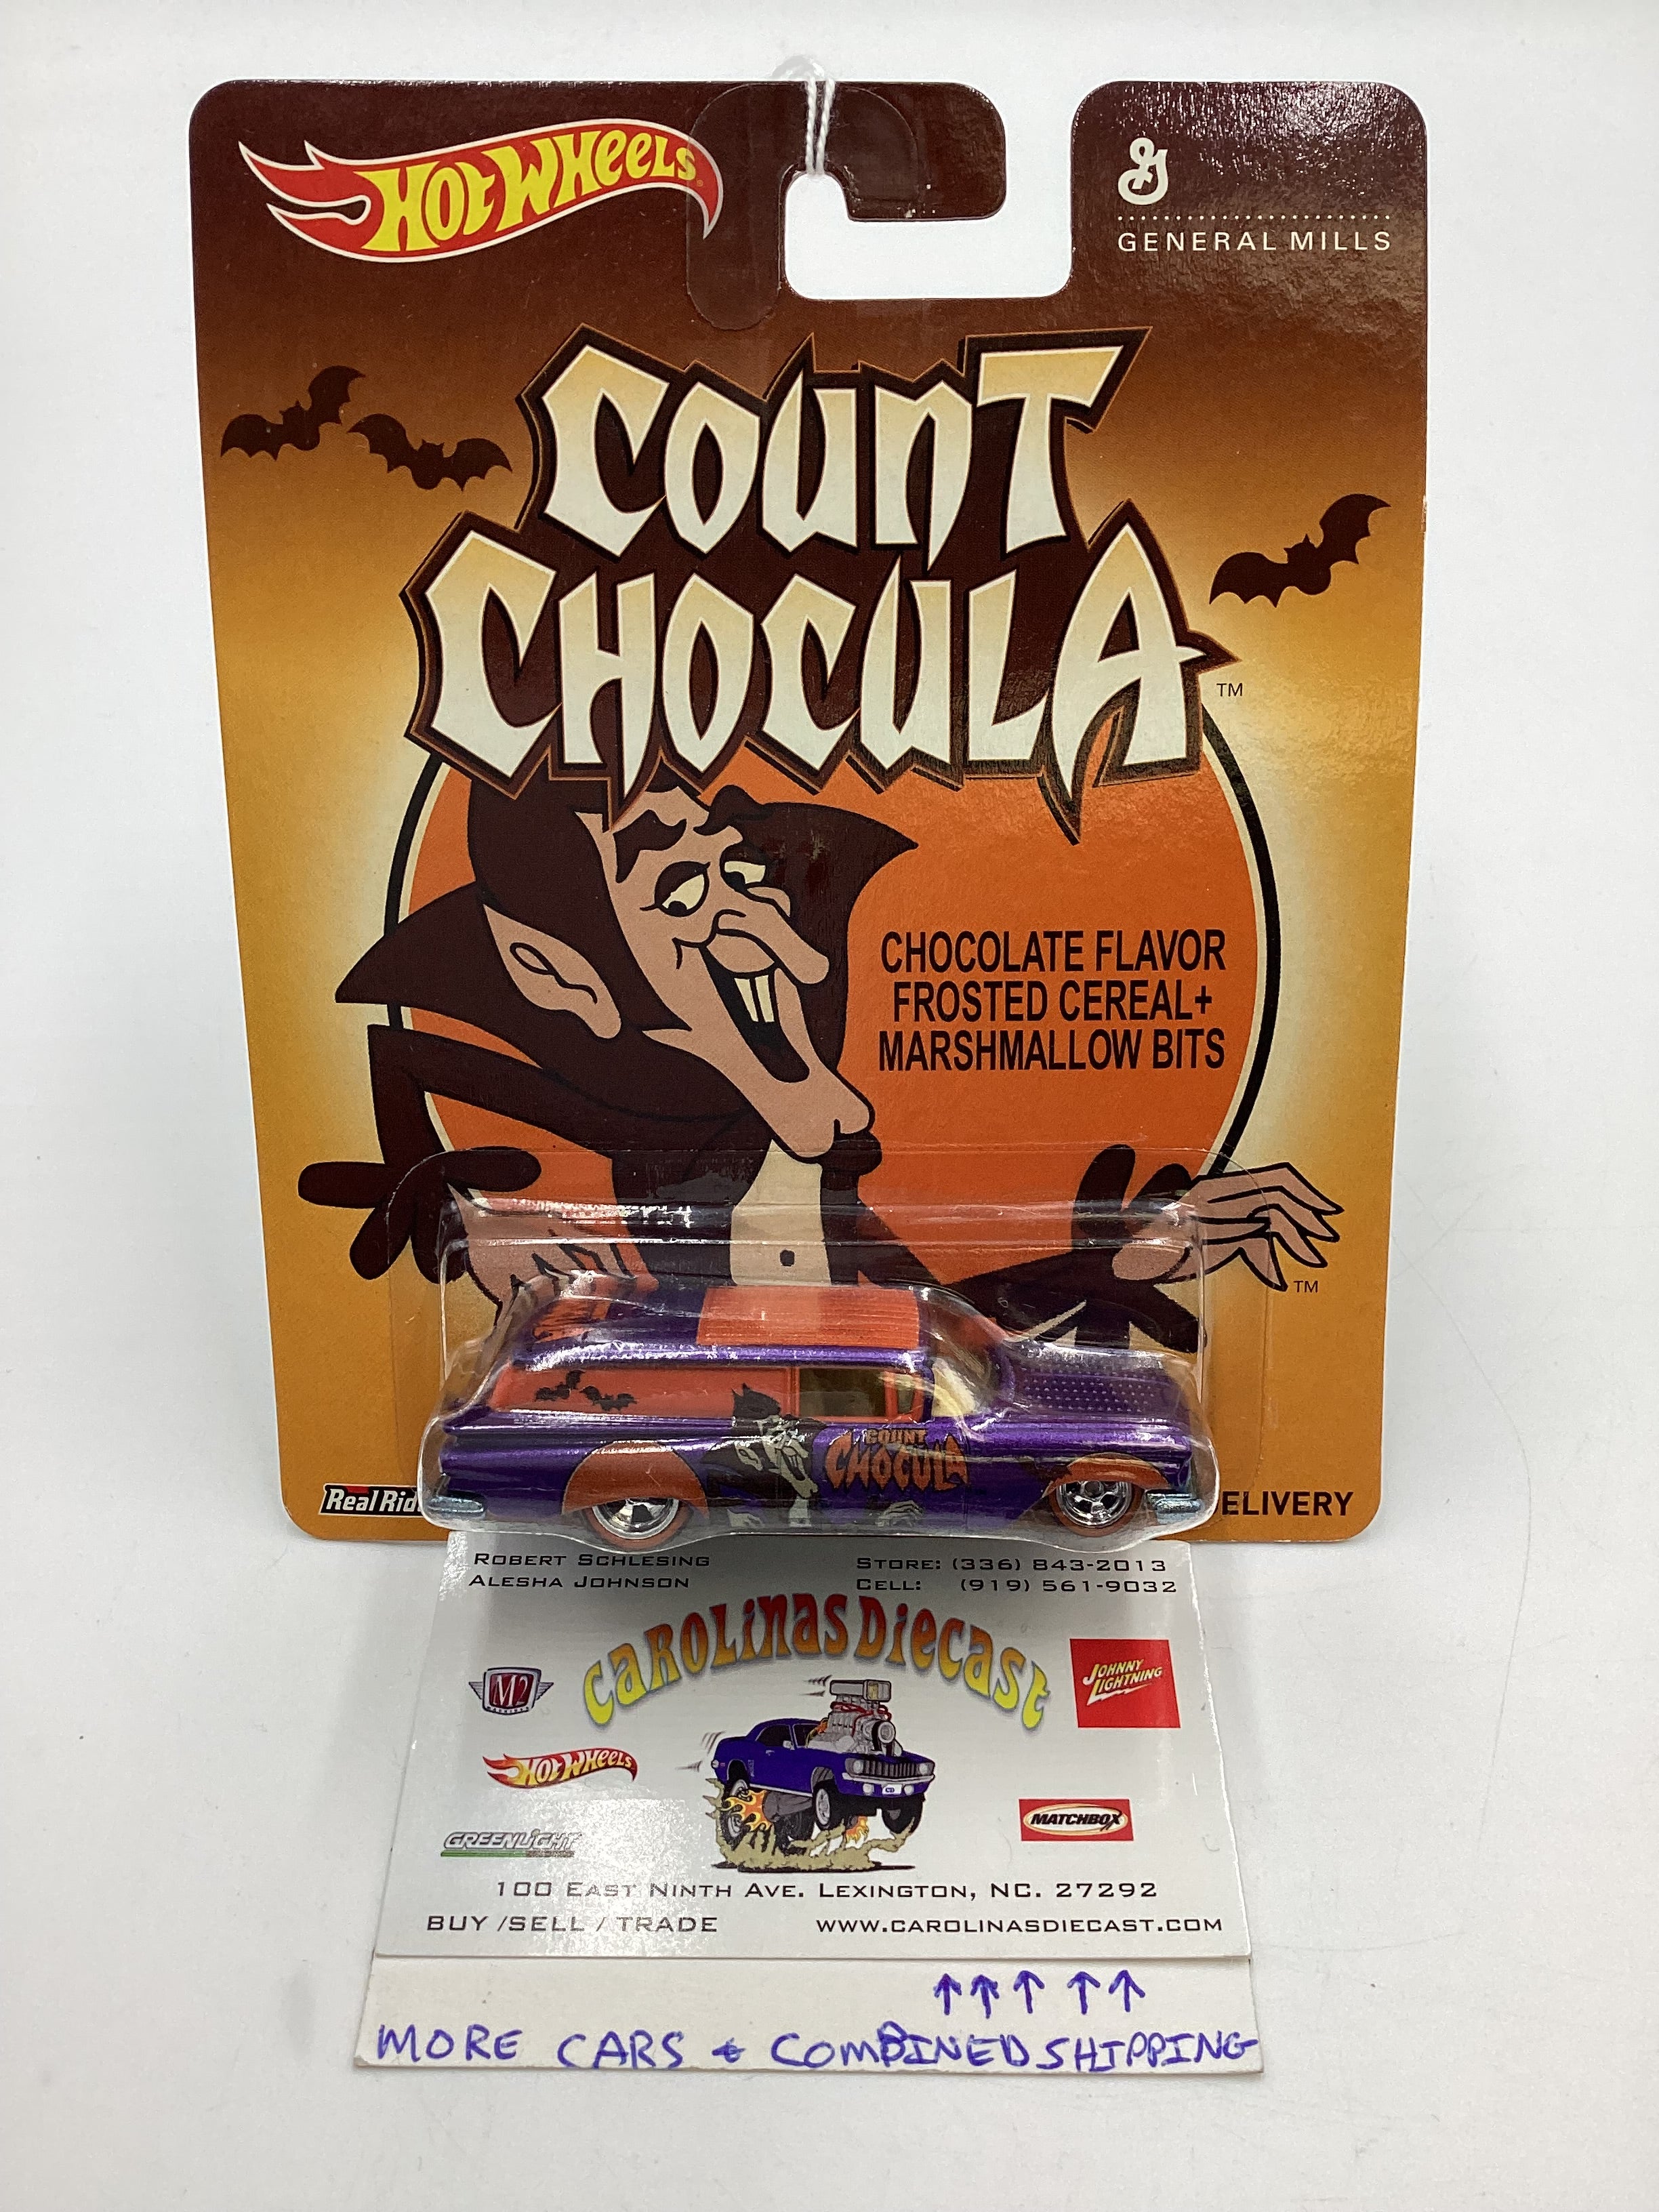 HOT WHEELS
GENERAL MILLS
COUNT
CHOCULA
TM
CHOCOLATE FLAVOR
FROSTED CEREAL+
MARSHMALLOW BITS
TM
COUNT
CHOCULA
Real Rid
ELIVERY
ROBERT SCHLESING
ALESHA JOHNSON
STORE: (336) 843-2013
CELL: (919) 561-9032
CAROLINAS DIECAST
M2
JOHNNY
LIGHTNING
HOT WHEELS
MATCHBOX
GREENLIGHT
100 EAST NINTH AVE. LEXINGTON, NC. 27292
BUY /SELL / TRADE
WWW.CAROLINASDIECAST.COM
MORE CARS & COMBINED SHIPPING